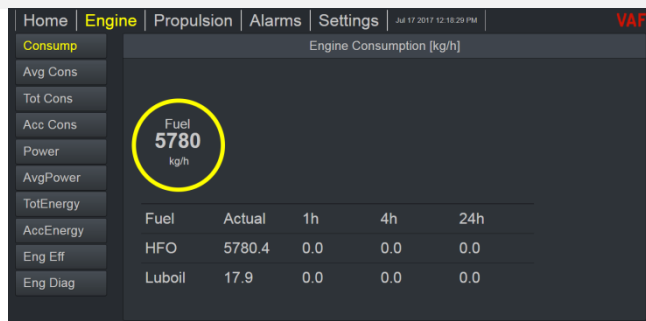 Home Engine Propulsion Alarms Settings Jul 17 2017 12:18:29 PM VAF
Consump
Engine Consumption [kg/h]
Avg Cons
Tot Cons
Acc Cons
Power
AvgPower
TotEnergy
AccEnergy
Eng Eff
Eng Diag
Fuel
5780
kg/h
Fuel Actual 1h 4h 24h
HFO 5780.4 0.0 0.0 0.0
Luboil 17.9 0.0 0.0 0.0